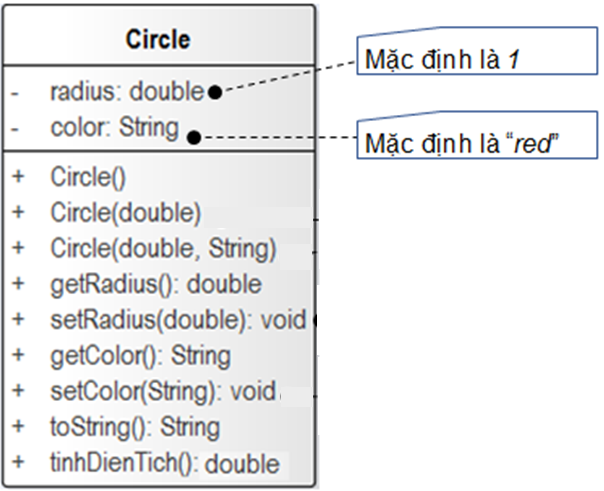 Circle
- radius: double
- color: String
+ Circle()
+ Circle(double)
+ Circle(double, String)
+ getRadius(): double
+ setRadius(double): void
+ getColor(): String
+ setColor(String): void
+ toString(): String
+ tinhDienTich(): double
Mặc định là 1
Mặc định là “red”